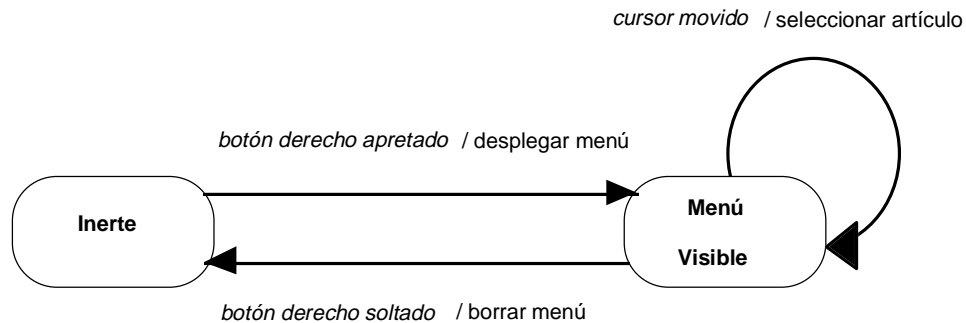 cursor movido / seleccionar artículo
botón derecho apretado / desplegar menú
Inerte
Menú
Visible
botón derecho soltado / borrar menú